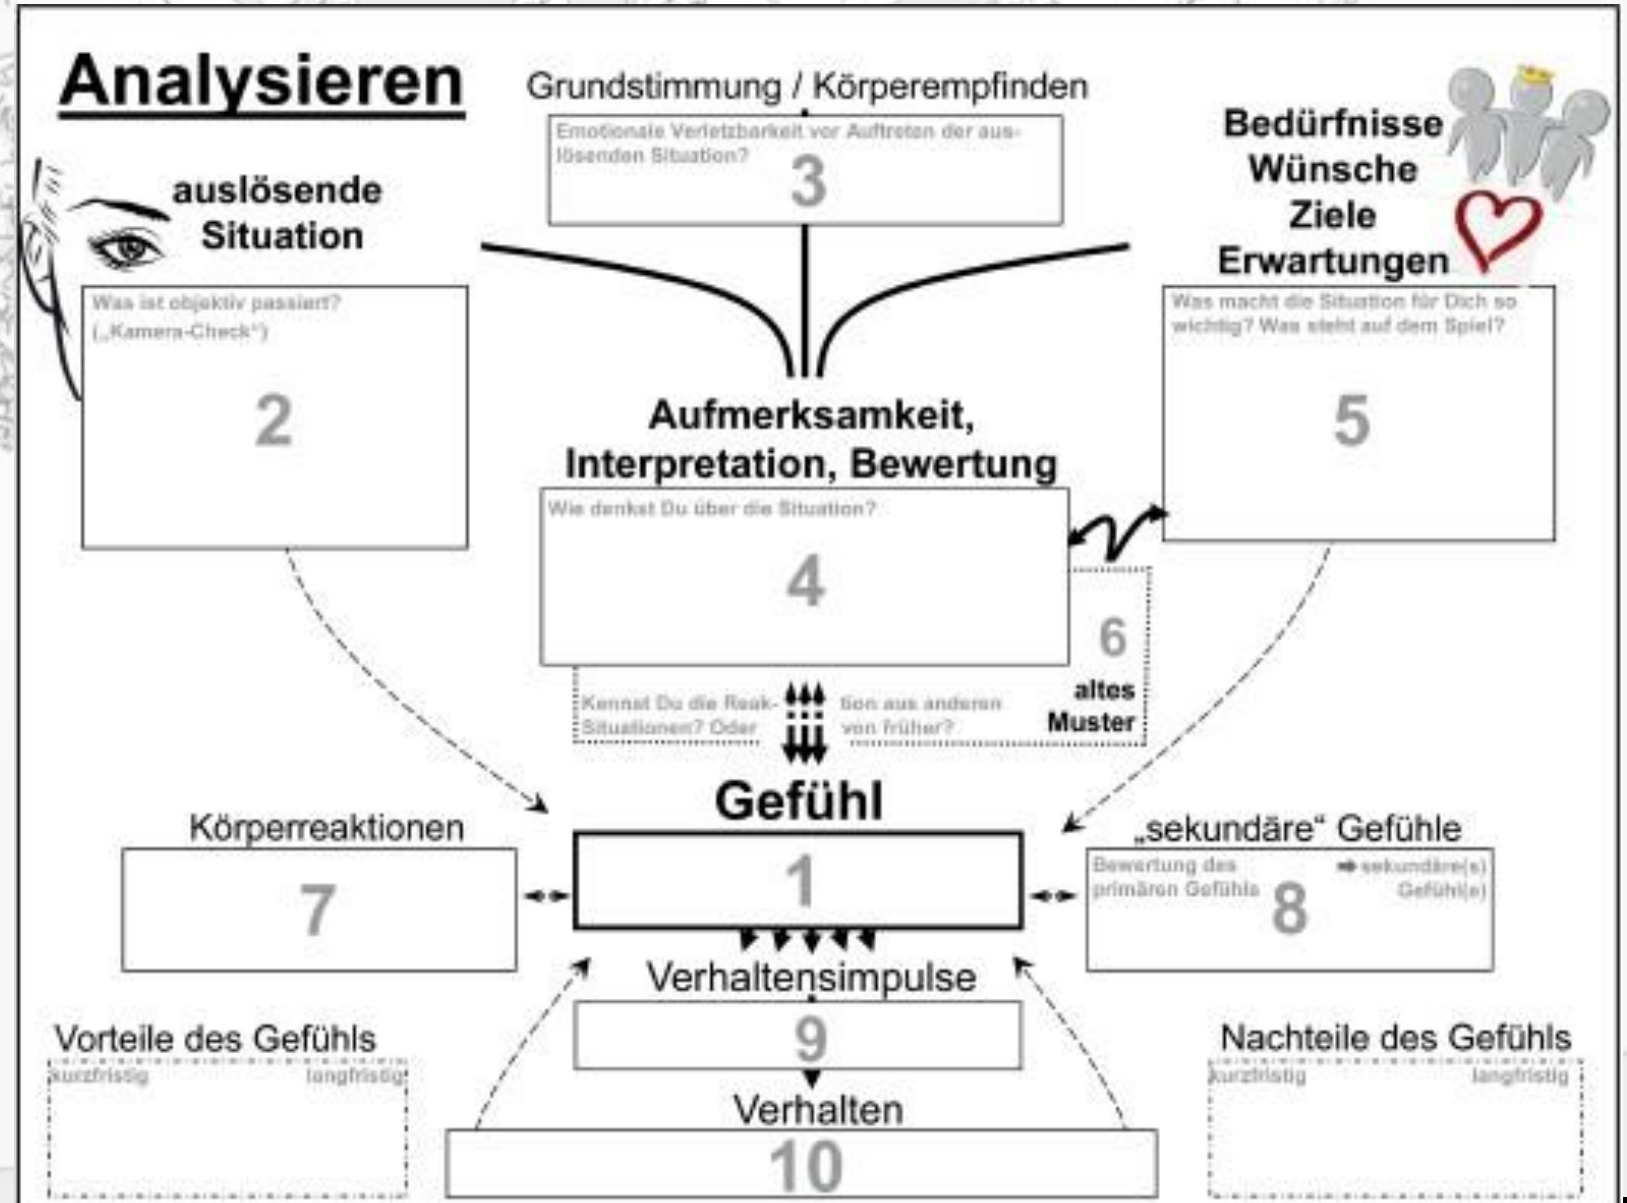 Analysieren
Grundstimmung / Körperempfinden
Emotionale Verletzbarkeit vor Auftreten der aus-
lösenden Situation?
3
auslösende
Situation
Was ist objektiv passiert?
(„Kamera-Check“)
2
Bedürfnisse
Wünsche
Ziele
Erwartungen
Was macht die Situation für Dich so
wichtig? Was steht auf dem Spiel?
5
Aufmerksamkeit,
Interpretation, Bewertung
Wie denkst Du über die Situation?
4
6
altes
Muster
Kennst Du die Reak- tion aus anderen
Situationen? Oder von früher?
Gefühl
1
Körperreaktionen
7
„sekundäre“ Gefühle
Bewertung des sekundäre(s)
primären Gefühls Gefühl(e)
8
Verhaltensimpulse
9
Vorteile des Gefühls
kurzfristig langfristig
Verhalten
10
Nachteile des Gefühls
kurzfristig langfristig